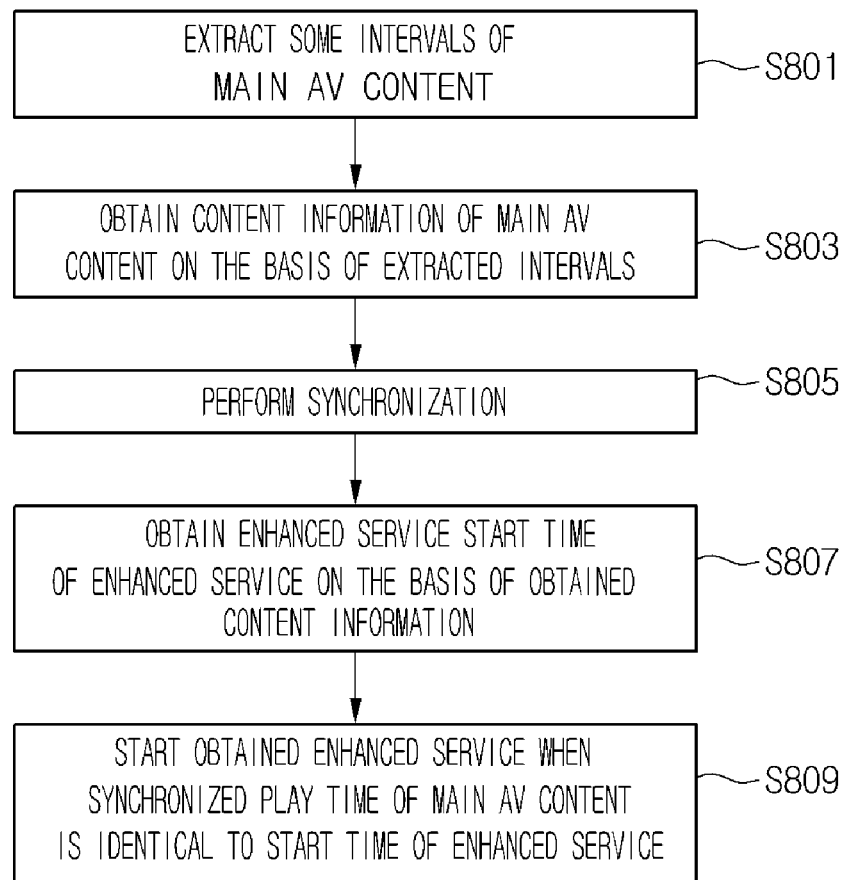 EXTRACT SOME INTERVALS OF
MAIN AV CONTENT
S801
OBTAIN CONTENT INFORMATION OF MAIN AV
CONTENT ON THE BASIS OF EXTRACTED INTERVALS
S803
PERFORM SYNCHRONIZATION
S805
OBTAIN ENHANCED SERVICE START TIME
OF ENHANCED SERVICE ON THE BASIS OF OBTAINED
CONTENT INFORMATION
S807
START OBTAINED ENHANCED SERVICE WHEN
SYNCHRONIZED PLAY TIME OF MAIN AV CONTENT
IS IDENTICAL TO START TIME OF ENHANCED SERVICE
S809